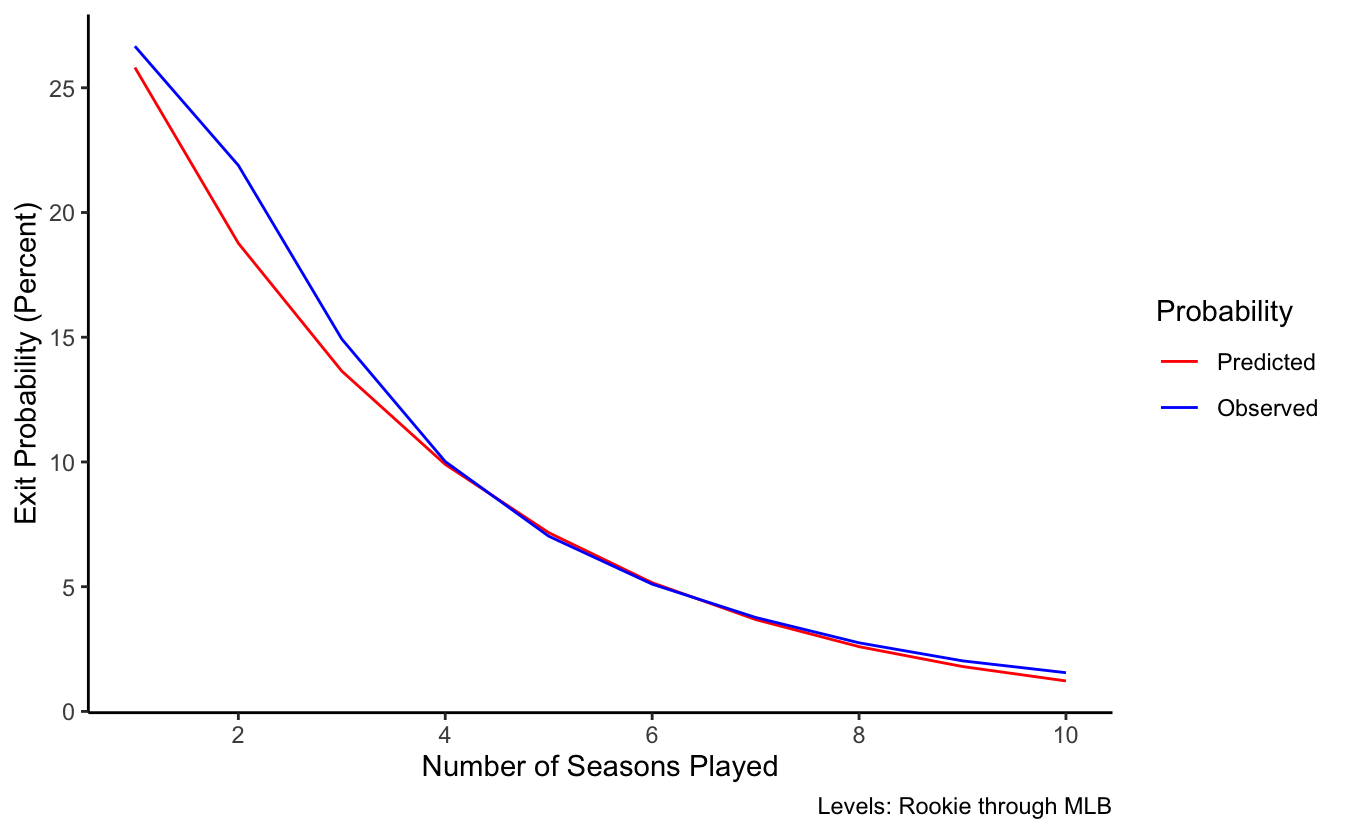 25
20
15
10
5
0
Exit Probability (Percent)
2 4 6 8 10
Number of Seasons Played
Levels: Rookie through MLB
Probability
Predicted
Observed